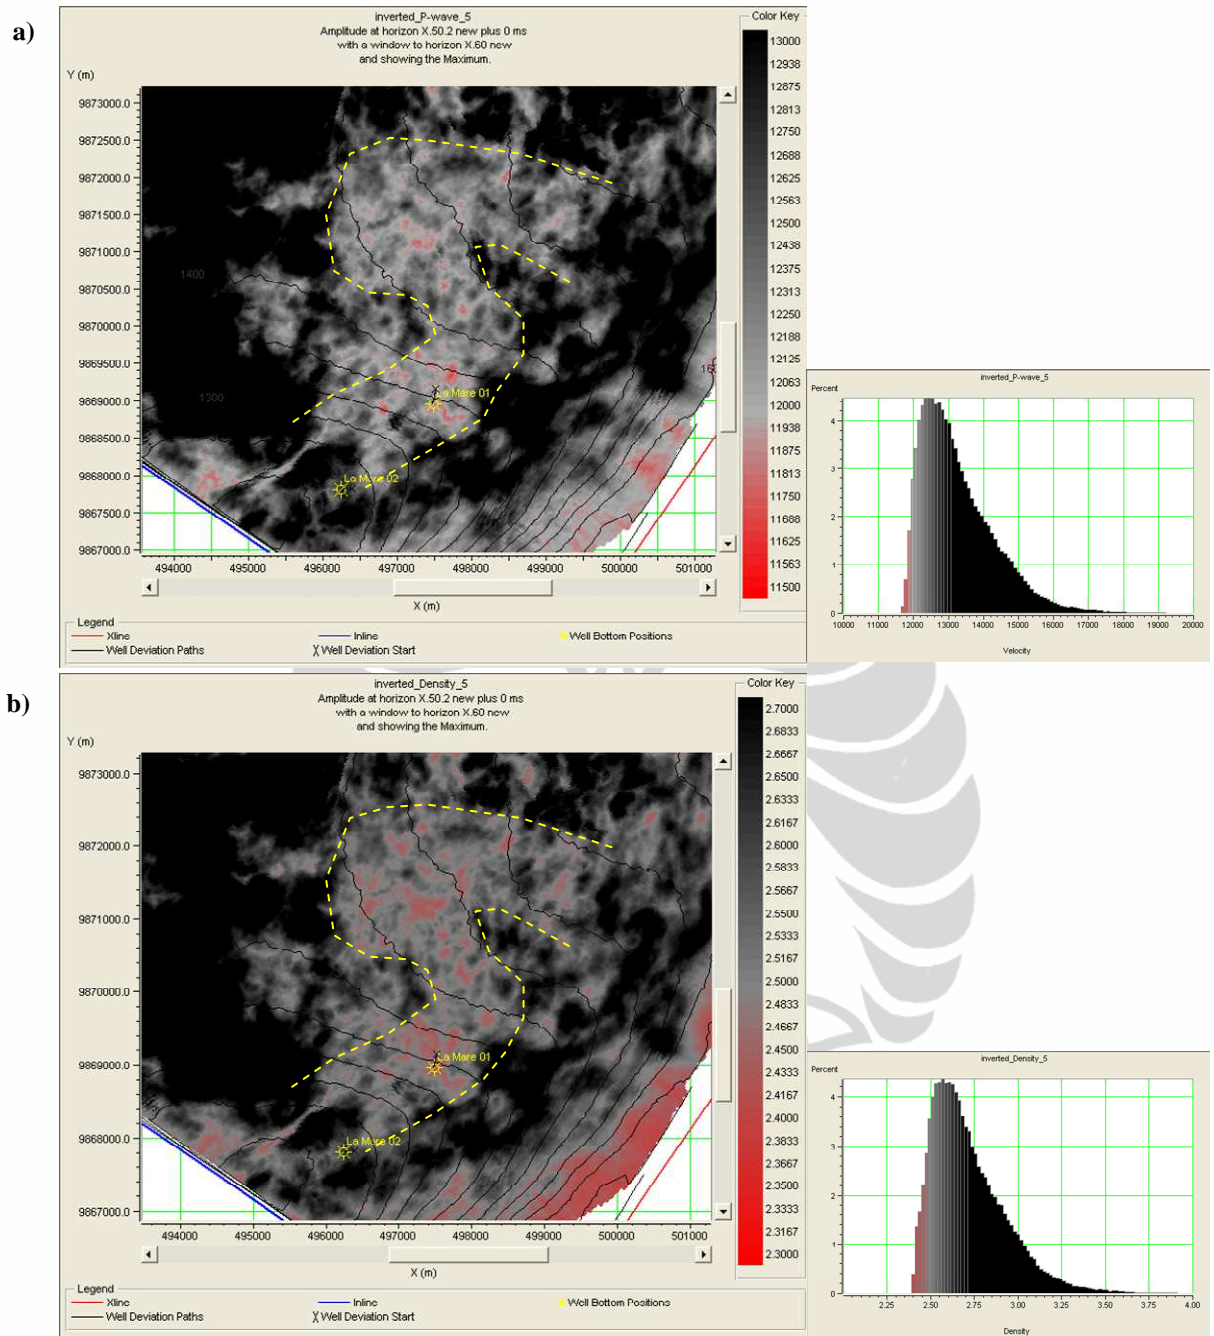 a)
inverted_P-wave_5
Amplitude at horizon X.50.2 new plus 0 ms
with a window to horizon X.60 new
and showing the Maximum.
Color Key
Y (m)
9873000.0
9872500.0
9872000.0
9871500.0
9871000.0
9870500.0
9870000.0
9869500.0
9869000.0
9868500.0
9868000.0
9867500.0
9867000.0
1400
1300
La Mare 01
La Mare 02
494000 495000 496000 497000 498000 499000 500000 501000
X (m)
13000
12938
12875
12813
12750
12688
12625
12563
12500
12438
12375
12313
12250
12188
12125
12063
12000
11938
11875
11813
11750
11688
11625
11563
11500
Legend
Xline
Inline
Well Bottom Positions
Well Deviation Paths
Well Deviation Start
inverted_P-wave_5
Percent
4
3
2
1
0
10000 11000 12000 13000 14000 15000 16000 17000 18000 19000 20000
Velocity
b)
inverted_Density_5
Amplitude at horizon X.50.2 new plus 0 ms
with a window to horizon X.60 new
and showing the Maximum.
Color Key
Y (m)
9873000.0
9872000.0
9871000.0
9870000.0
9869000.0
9868000.0
9867000.0
La Mare 01
La Mare 02
494000 495000 496000 497000 498000 499000 500000 501000
X (m)
2.7000
2.6833
2.6667
2.6500
2.6333
2.6167
2.6000
2.5833
2.5667
2.5500
2.5333
2.5167
2.5000
2.4833
2.4667
2.4500
2.4333
2.4167
2.4000
2.3833
2.3667
2.3500
2.3333
2.3167
2.3000
Legend
Xline
Inline
Well Bottom Positions
Well Deviation Paths
Well Deviation Start
inverted_Density_5
Percent
4
3
2
1
0
2.25 2.50 2.75 3.00 3.25 3.50 3.75 4.00
Density